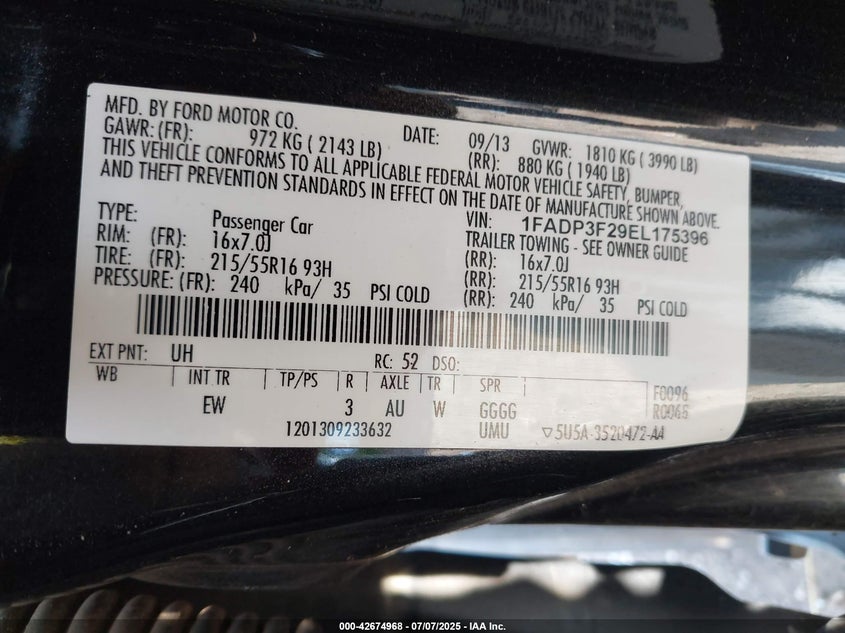 MFD. BY FORD MOTOR CO. DATE: 09/13 GVWR: 1810 KG ( 3990 LB)
GAWR: (FR): 972 KG ( 2143 LB) (RR): 880 KG ( 1940 LB)
THIS VEHICLE CONFORMS TO ALL APPLICABLE FEDERAL MOTOR VEHICLE SAFETY, BUMPER,
AND THEFT PREVENTION STANDARDS IN EFFECT ON THE DATE OF MANUFACTURE SHOWN ABOVE.
VIN: 1FADP3F29EL175396
TYPE: Passenger Car TRAILER TOWING - SEE OWNER GUIDE
RIM: (FR): 16x7.0J (RR): 16x7.0J
TIRE: (FR): 215/55R16 93H (RR): 215/55R16 93H
PRESSURE: (FR): 240 kPa/ 35 PSI COLD (RR): 240 kPa/ 35 PSI COLD
EXT PNT: UH RC: 52 DSO:
WB INT TR TP/PS R AXLE TR SPR F0096
EW 3 AU W GGGG R0065
1201309233632 UMU ▽5U5A-3520472-AA
000-42674968 - 07/07/2025 - IAA Inc.